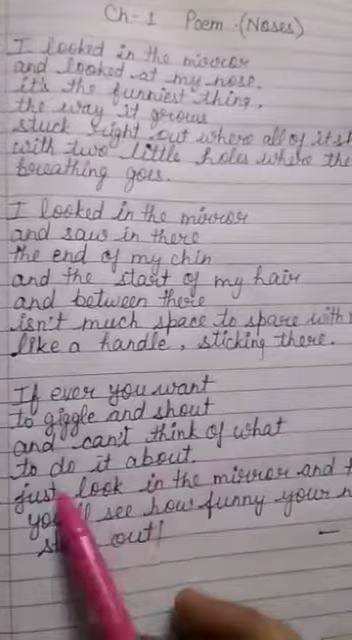 Ch-1 Poem.(Noses)
I looked in the mirror
and looked at my nose.
it's the funniest thing,
the way it grows
stuck right out where all of it
with two little holes where the
breathing goes.
I looked in the mirror
and saw in there
the end of my chin
and the start of my hair
and between there
isn't much space to spare with
like a handle, sticking there.
If ever you want
to giggle and shout
and can't think of what
to do it about.
just look in the mirror and
you'll see how funny your
out!